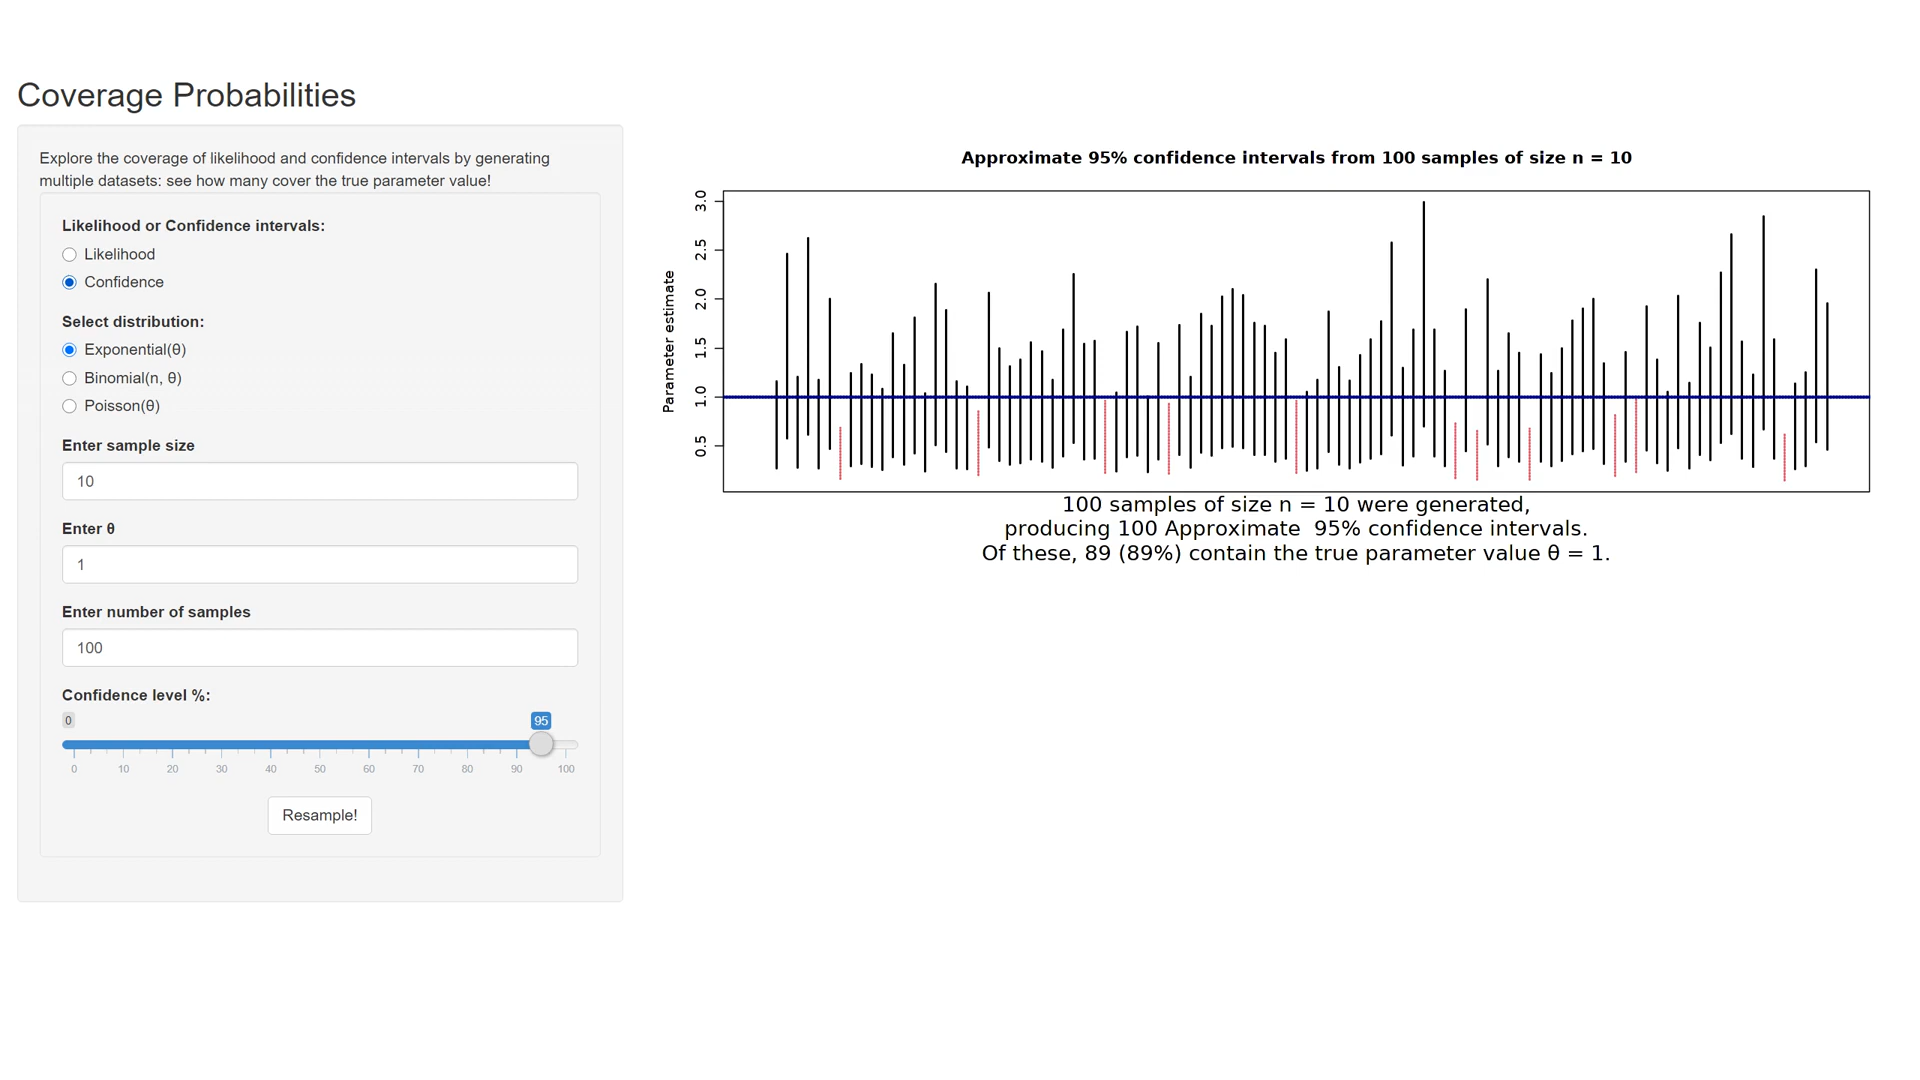 Coverage Probabilities
Explore the coverage of likelihood and confidence intervals by generating
multiple datasets: see how many cover the true parameter value!
Likelihood or Confidence intervals:
Likelihood
Confidence
Select distribution:
Exponential(θ)
Binomial(n, θ)
Poisson(θ)
Enter sample size
10
Enter θ
1
Enter number of samples
100
Confidence level %:
0
95
0 10 20 30 40 50 60 70 80 90 100
Resample!
Approximate 95% confidence intervals from 100 samples of size n = 10
Parameter estimate
3.0
2.5
2.0
1.5
1.0
0.5
100 samples of size n = 10 were generated,
producing 100 Approximate  95% confidence intervals.
Of these, 89 (89%) contain the true parameter value θ = 1.